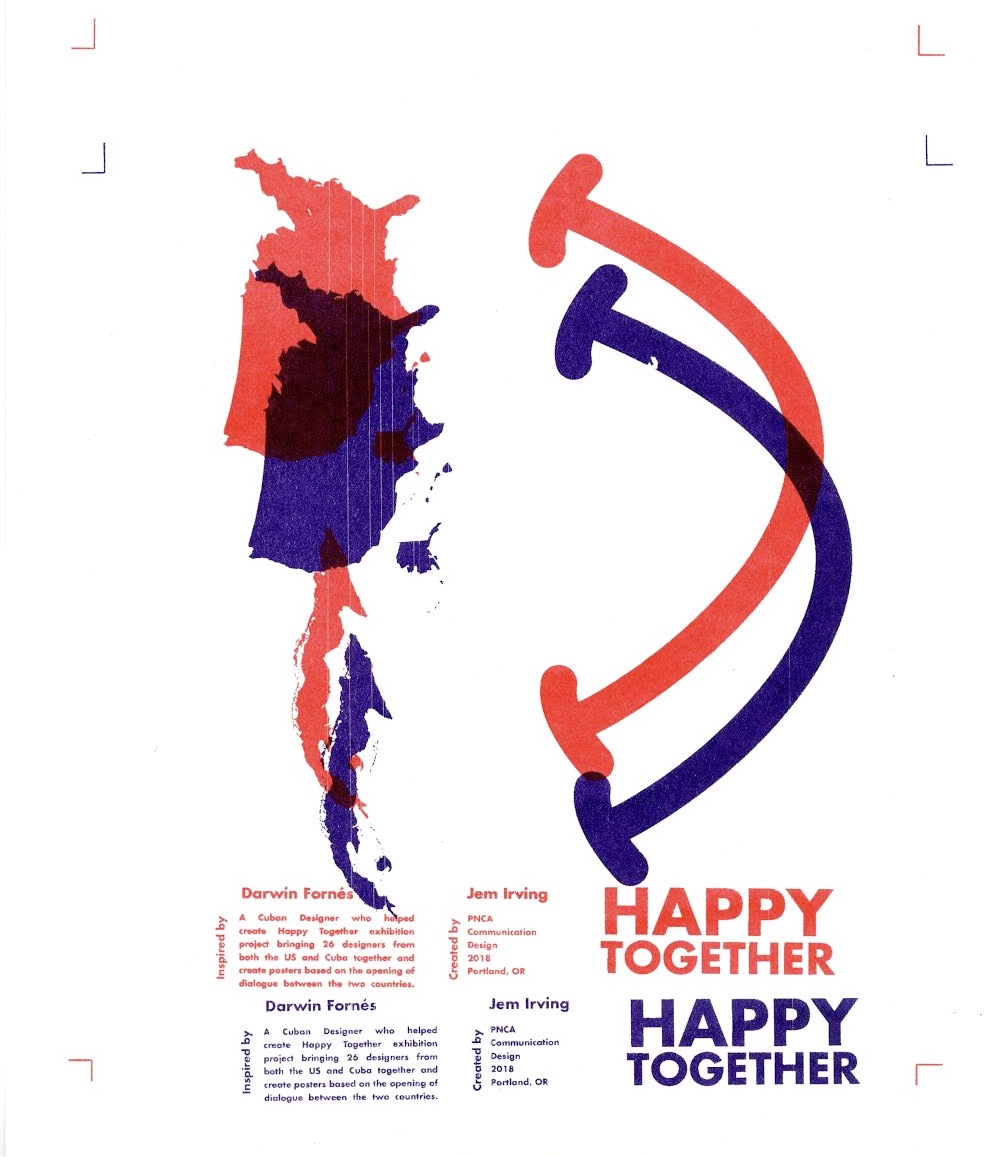 Darwin Fornés
Inspired by
A Cuban Designer who helped
create Happy Together exhibition
project bringing 26 designers from
both the US and Cuba together and
create posters based on the opening of
dialogue between the two countries.
Jem Irving
Created by
PNCA
Communication
Design
2018
Portland, OR
HAPPY
TOGETHER
Darwin Fornés
Inspired by
A Cuban Designer who helped
create Happy Together exhibition
project bringing 26 designers from
both the US and Cuba together and
create posters based on the opening of
dialogue between the two countries.
Jem Irving
Created by
PNCA
Communication
Design
2018
Portland, OR
HAPPY
TOGETHER